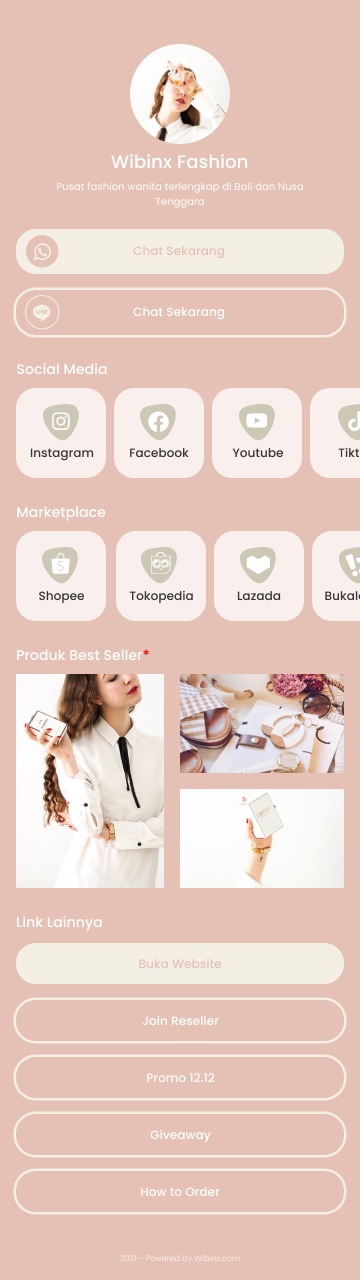 Wibinx Fashion
Pusat fashion wanita terlengkap di Bali dan Nusa
Tenggara
Chat Sekarang
LINE
Chat Sekarang
Social Media
Instagram
Facebook
Youtube
Tikt
Marketplace
Shopee
Tokopedia
Lazada
Bukala
Produk Best Seller*
Link Lainnya
Buka Website
Join Reseller
Promo 12.12
Giveaway
How to Order
2021 - Powered by Wibinx.com